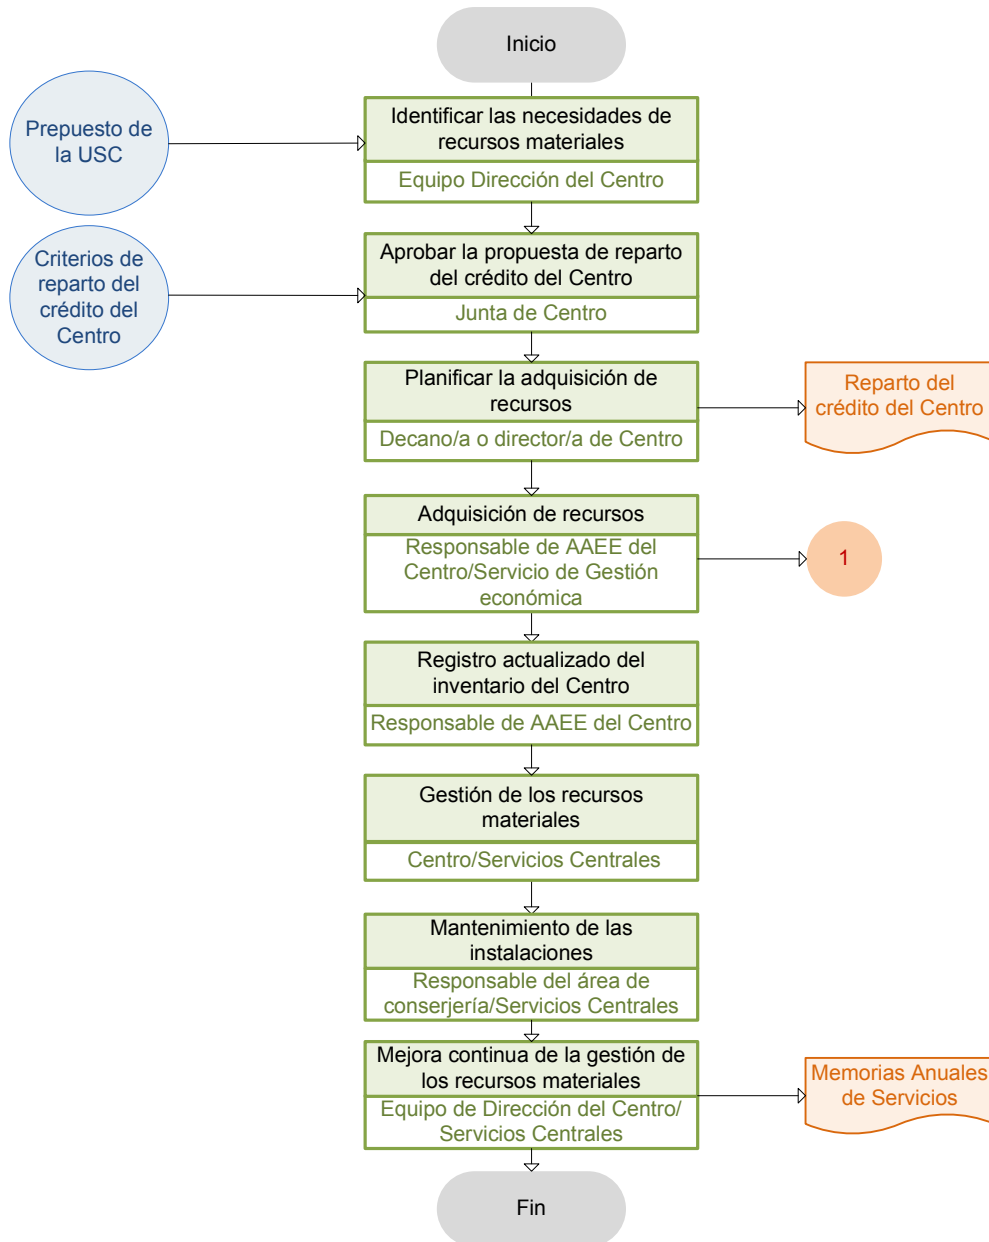 Inicio
Prepuesto de
la USC
Identificar las necesidades de
recursos materiales
Equipo Dirección del Centro
Criterios de
reparto del
crédito del
Centro
Aprobar la propuesta de reparto
del crédito del Centro
Junta de Centro
Planificar la adquisición de
recursos
Decano/a o director/a de Centro
Reparto del
crédito del Centro
Adquisición de recursos
Responsable de AAEE del
Centro/Servicio de Gestión
económica
1
Registro actualizado del
inventario del Centro
Responsable de AAEE del Centro
Gestión de los recursos
materiales
Centro/Servicios Centrales
Mantenimiento de las
instalaciones
Responsable del área de
conserjería/Servicios Centrales
Mejora continua de la gestión de
los recursos materiales
Equipo de Dirección del Centro/
Servicios Centrales
Memorias Anuales
de Servicios
Fin